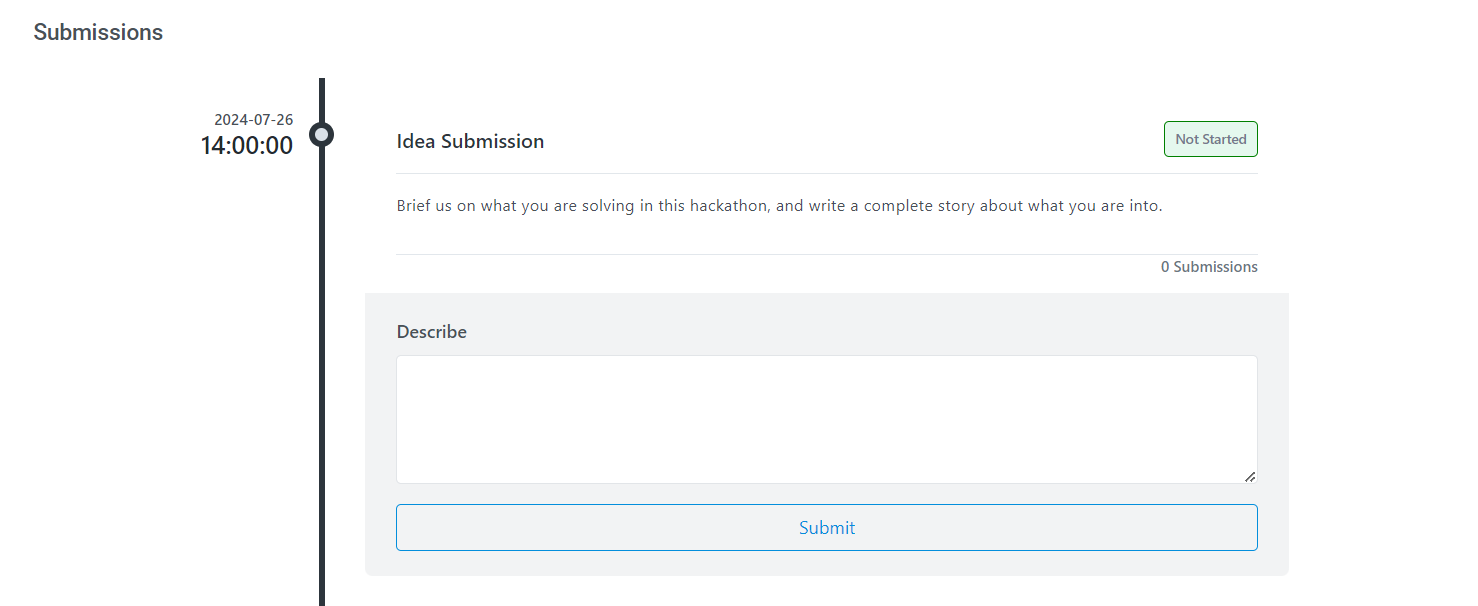 Submissions
2024-07-26
14:00:00
Idea Submission
Not Started
Brief us on what you are solving in this hackathon, and write a complete story about what you are into.
0 Submissions
Describe
Submit